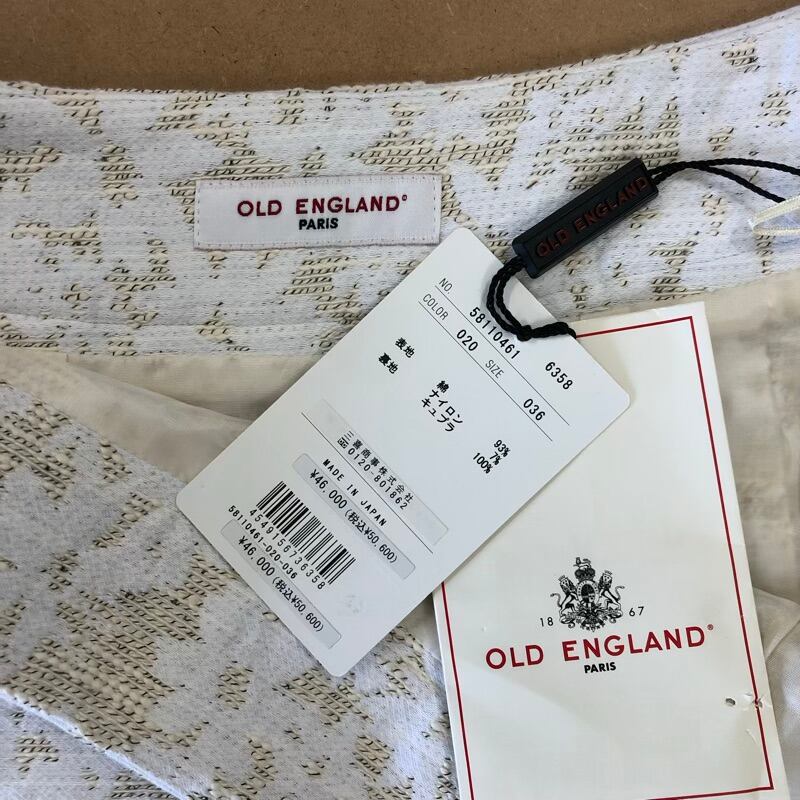 OLD ENGLAND®
PARIS
OLD ENGLAND
NO. 58110461 6358
COLOR 020 SIZE 036
表地 綿 93%
ナイロン 7%
裏地 キュプラ 100%
三喜商事株式会社
0120-801862
MADE IN JAPAN
¥46,000(税込¥50,600)
4549156736358
58110461-020-036
¥46,000(税込¥50,600)
18 67
OLD ENGLAND®
PARIS